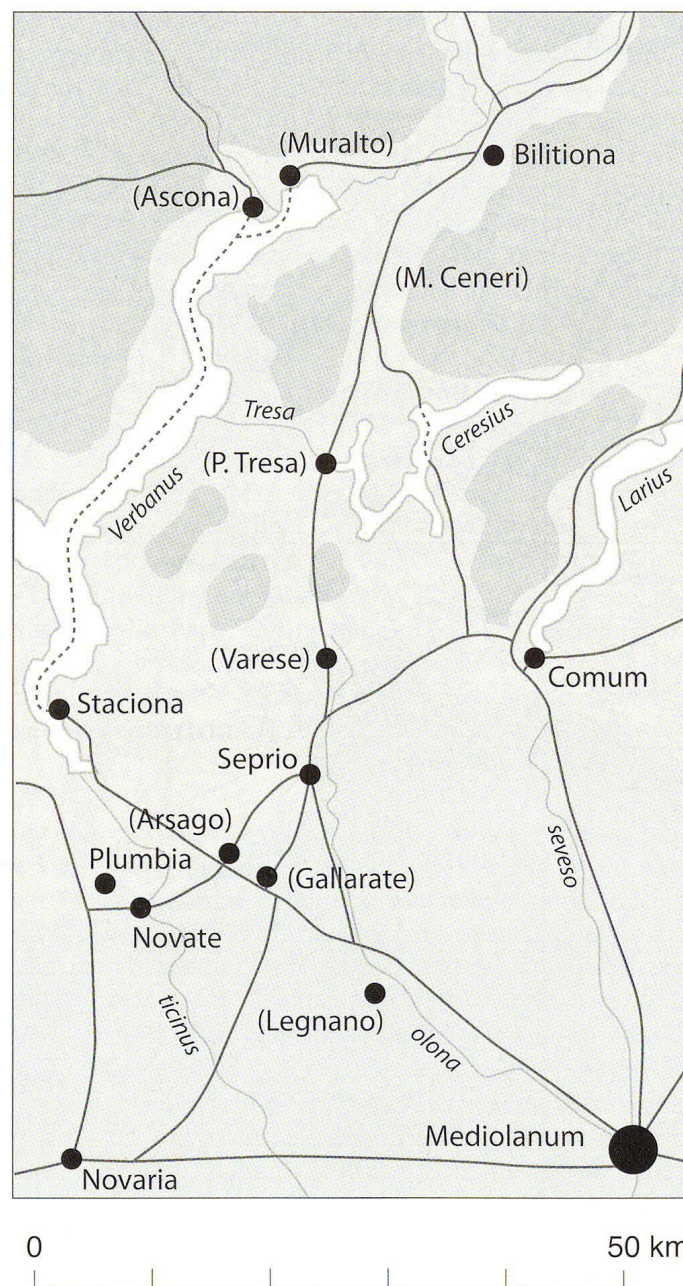 (Muralto)
Bilitiona
(Ascona)
(M. Ceneri)
Tresa
Ceresius
(P. Tresa)
Larius
Verbanus
(Varese)
Comum
Staciona
Seprio
(Arsago)
seveso
Plumbia
(Gallarate)
Novate
ticinus
(Legnano)
olona
Mediolanum
Novaria
0
50 km